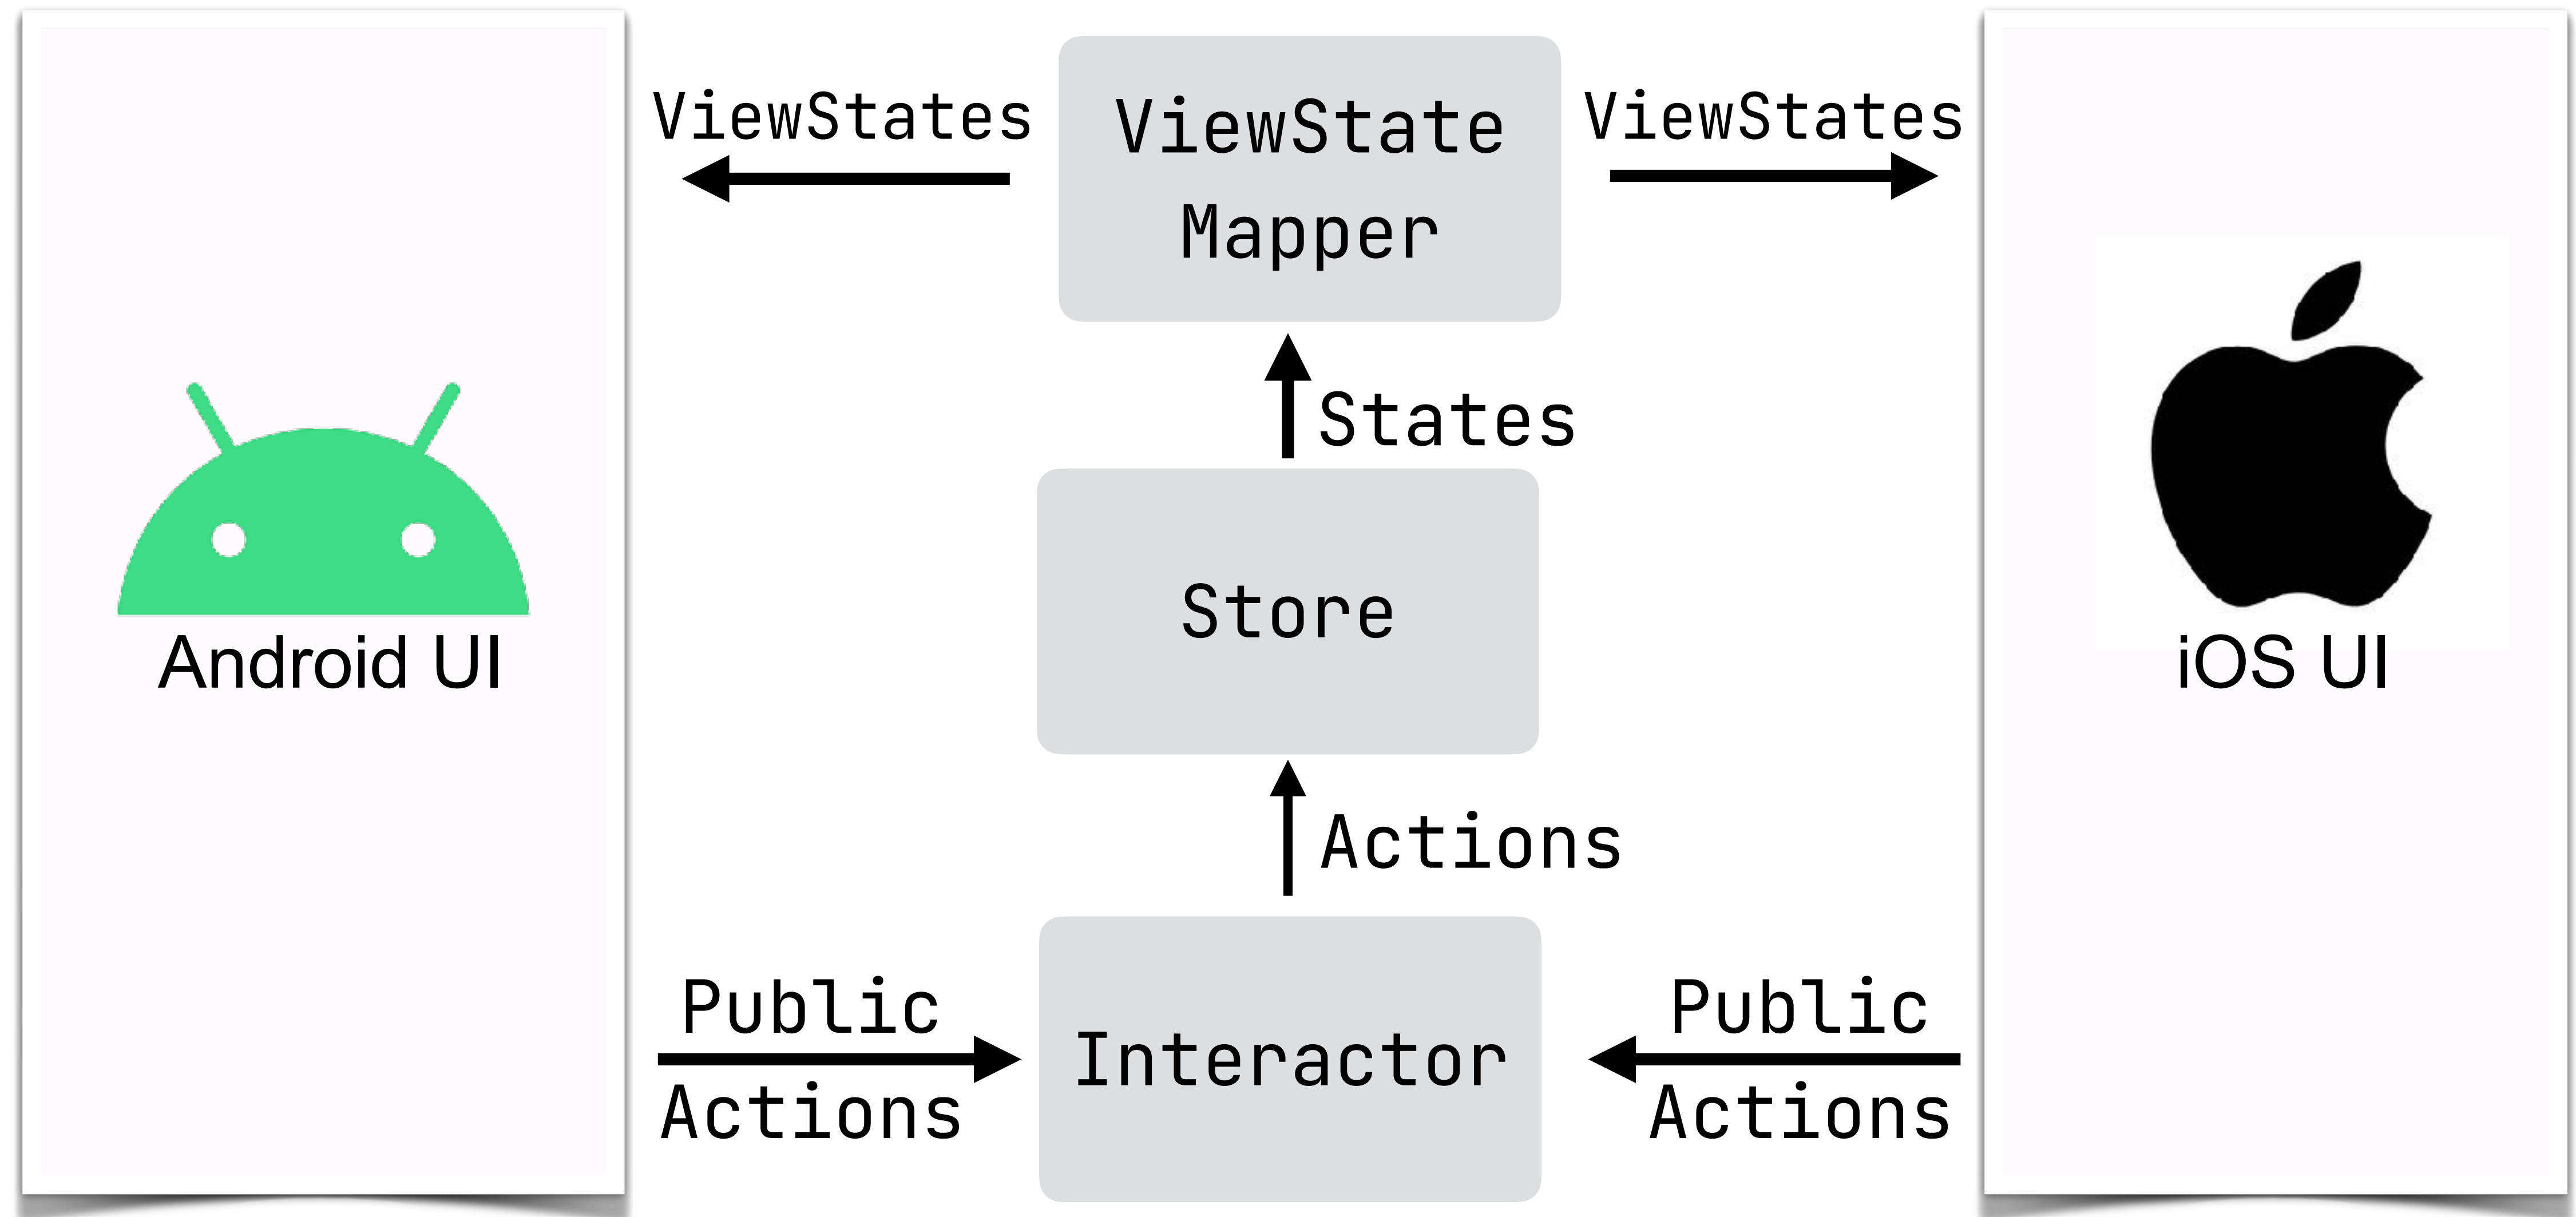 ViewStates
ViewState
Mapper
ViewStates
States
Store
Android UI
iOS UI
Actions
Public
Actions
Interactor
Public
Actions